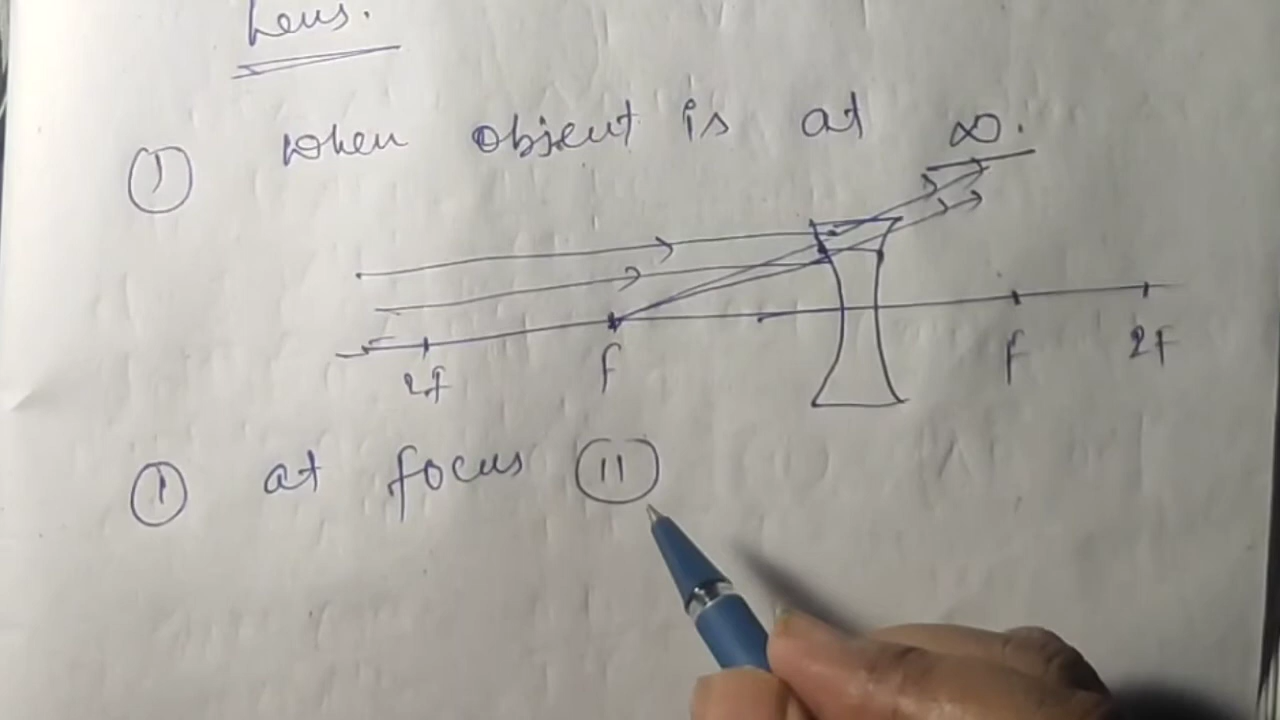 Lens.
① when object is at ∞.
2f f f 2f
① at focus ⑪